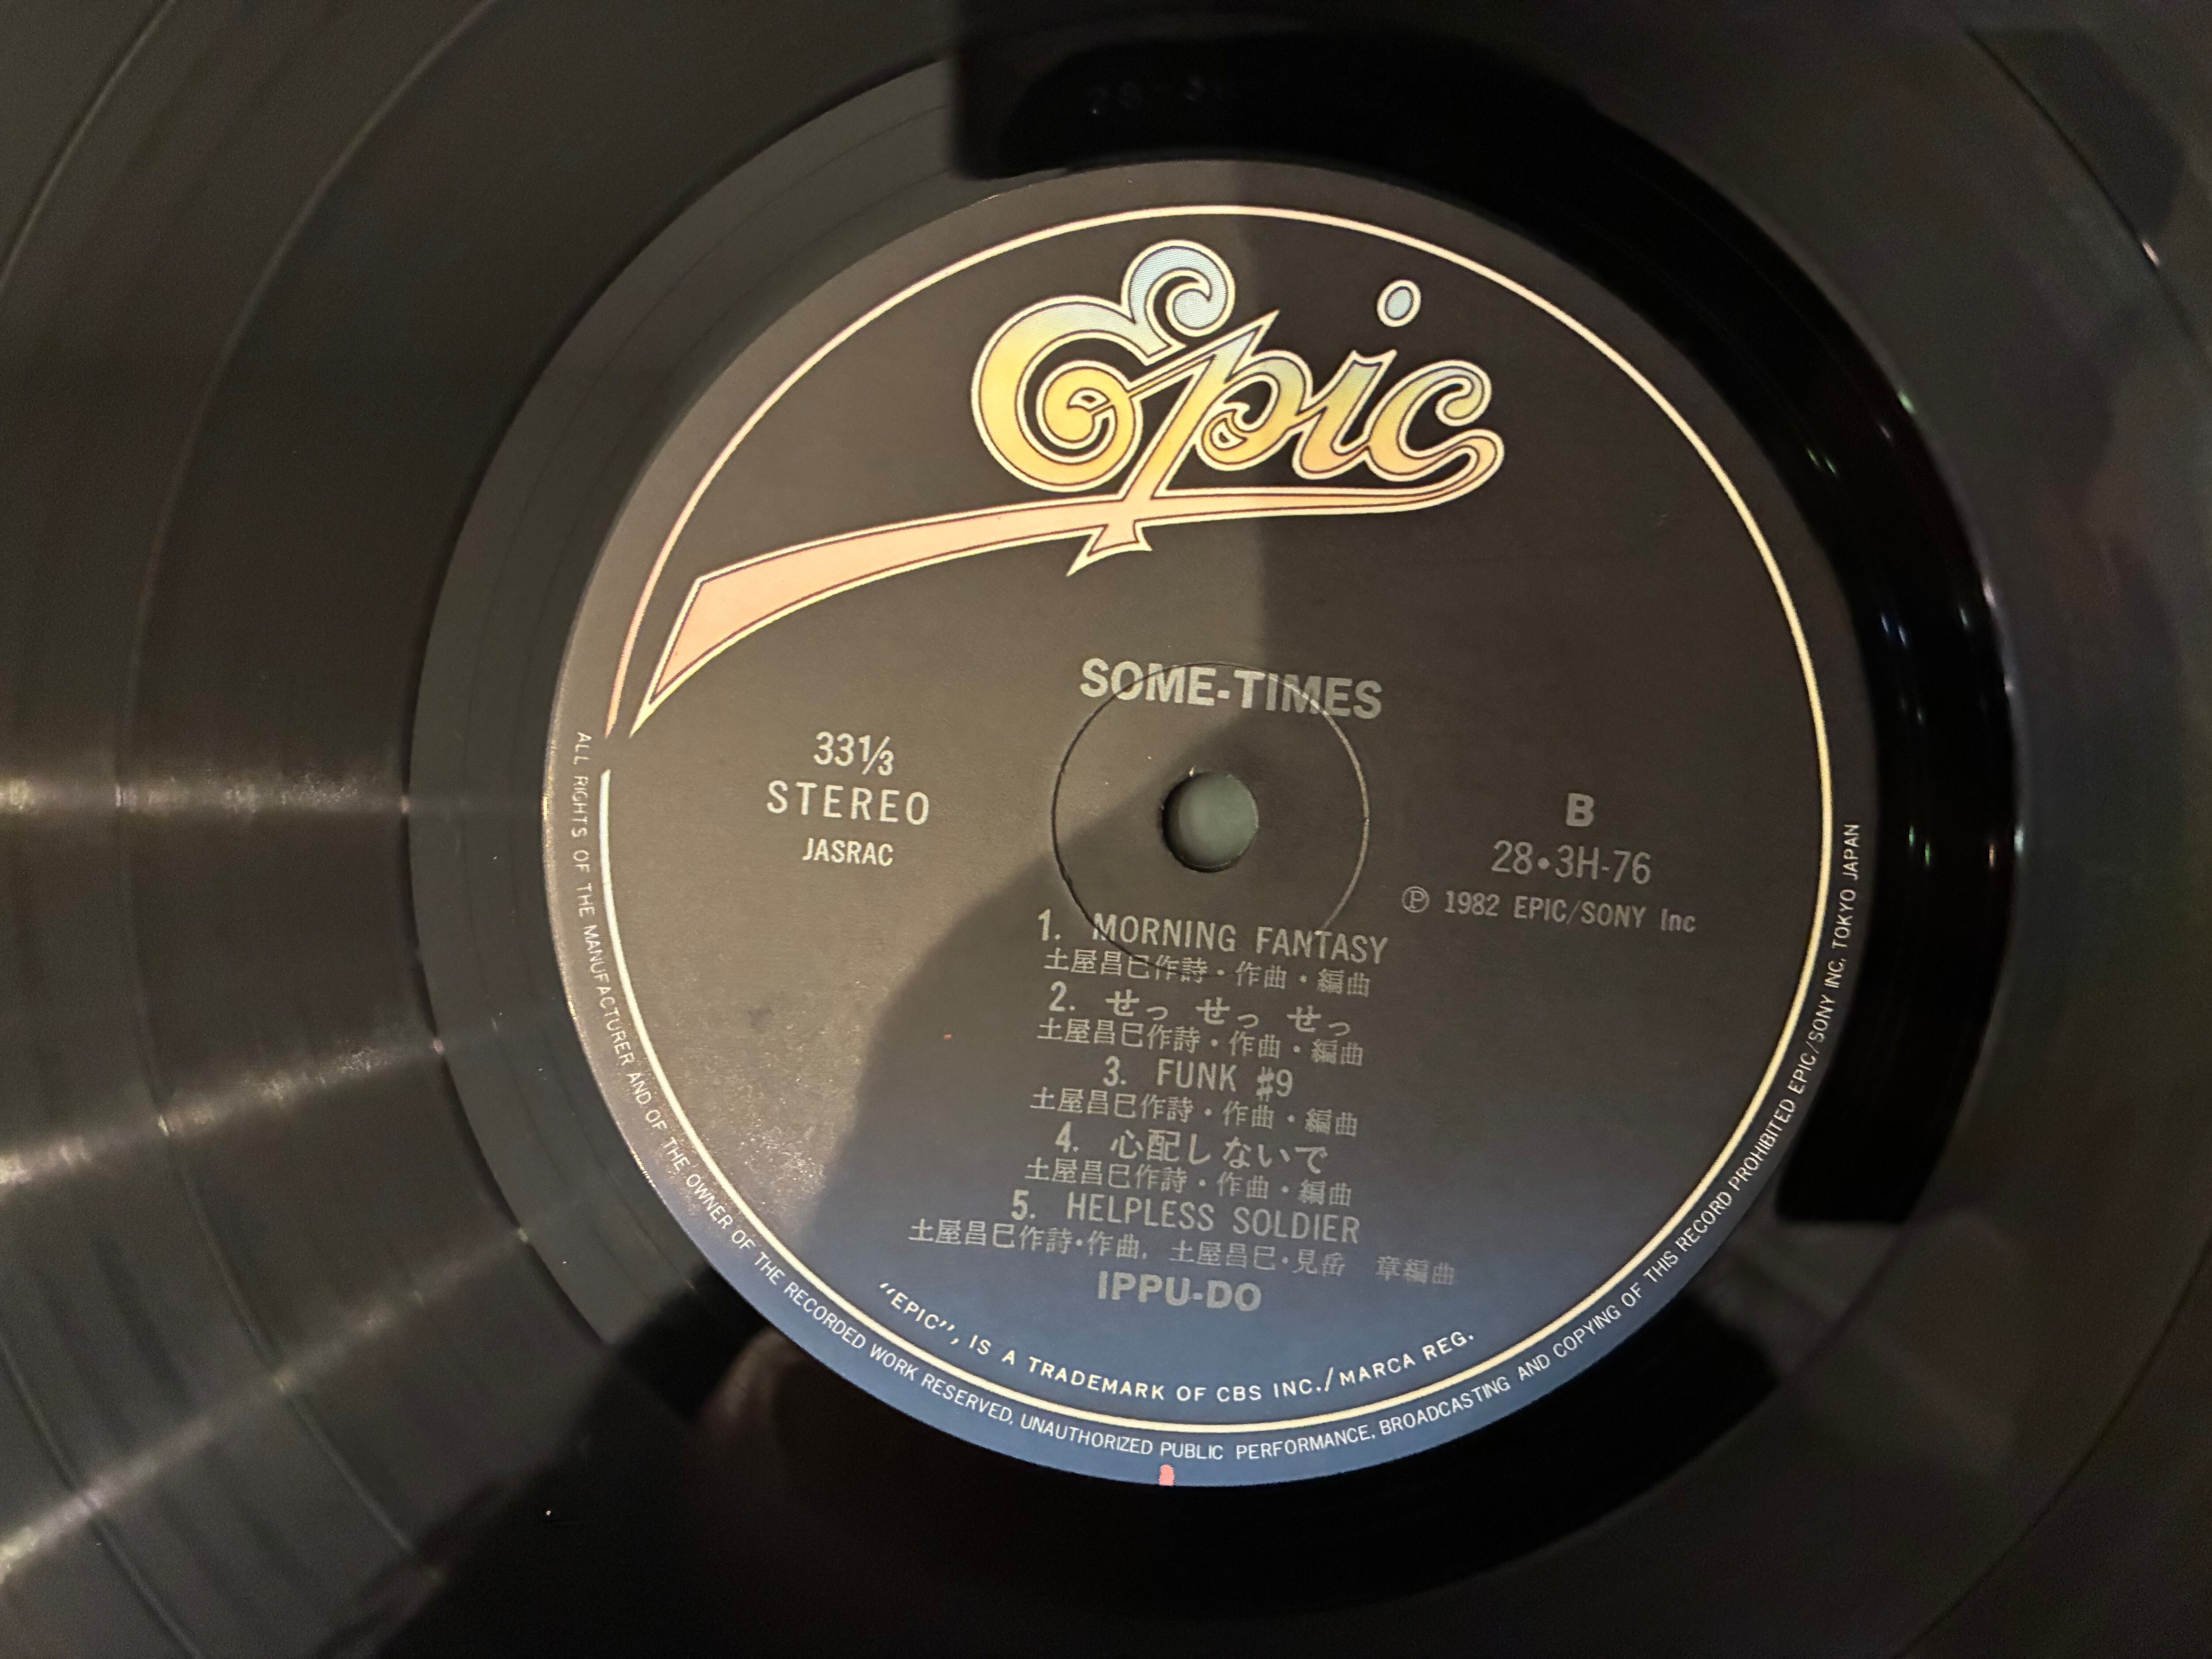 Epic
SOME-TIMES
33⅓
STEREO
JASRAC
B
28•3H-76
Ⓟ 1982 EPIC/SONY Inc
1. MORNING FANTASY
土屋昌巳作詩・作曲・編曲
2. せっ せっ せっ
土屋昌巳作詩・作曲・編曲
3. FUNK ♯9
土屋昌巳作詩・作曲・編曲
4. 心配しないで
土屋昌巳作詩・作曲・編曲
5. HELPLESS SOLDIER
土屋昌巳作詩・作曲, 土屋昌巳・見岳 章編曲
IPPU-DO
"EPIC", IS A TRADEMARK OF CBS INC./MARCA REG.
ALL RIGHTS OF THE MANUFACTURER AND OF THE OWNER OF THE RECORDED WORK RESERVED, UNAUTHORIZED PUBLIC PERFORMANCE, BROADCASTING AND COPYING OF THIS RECORD PROHIBITED EPIC/SONY INC, TOKYO JAPAN